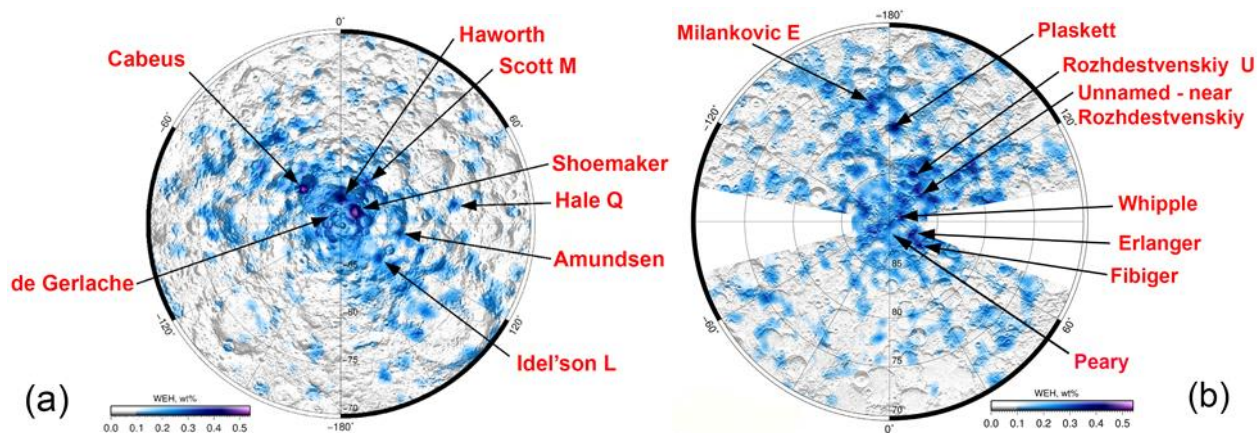 0°
Haworth
Scott M
Cabeus
-60°
60°
Shoemaker
Hale Q
de Gerlache
Amundsen
-85
-80
-75
-70
-120°
120°
Idel'son L
-180°
WEH, wt%
0.0 0.1 0.2 0.3 0.4 0.5
(a)
-180°
Milankovic E
Plaskett
Rozhdestvenskiy U
Unnamed - near
Rozhdestvenskiy
-120°
120°
Whipple
Erlanger
Fibiger
Peary
85
80
75
70
-60°
60°
0°
WEH, wt%
0.0 0.1 0.2 0.3 0.4 0.5
(b)